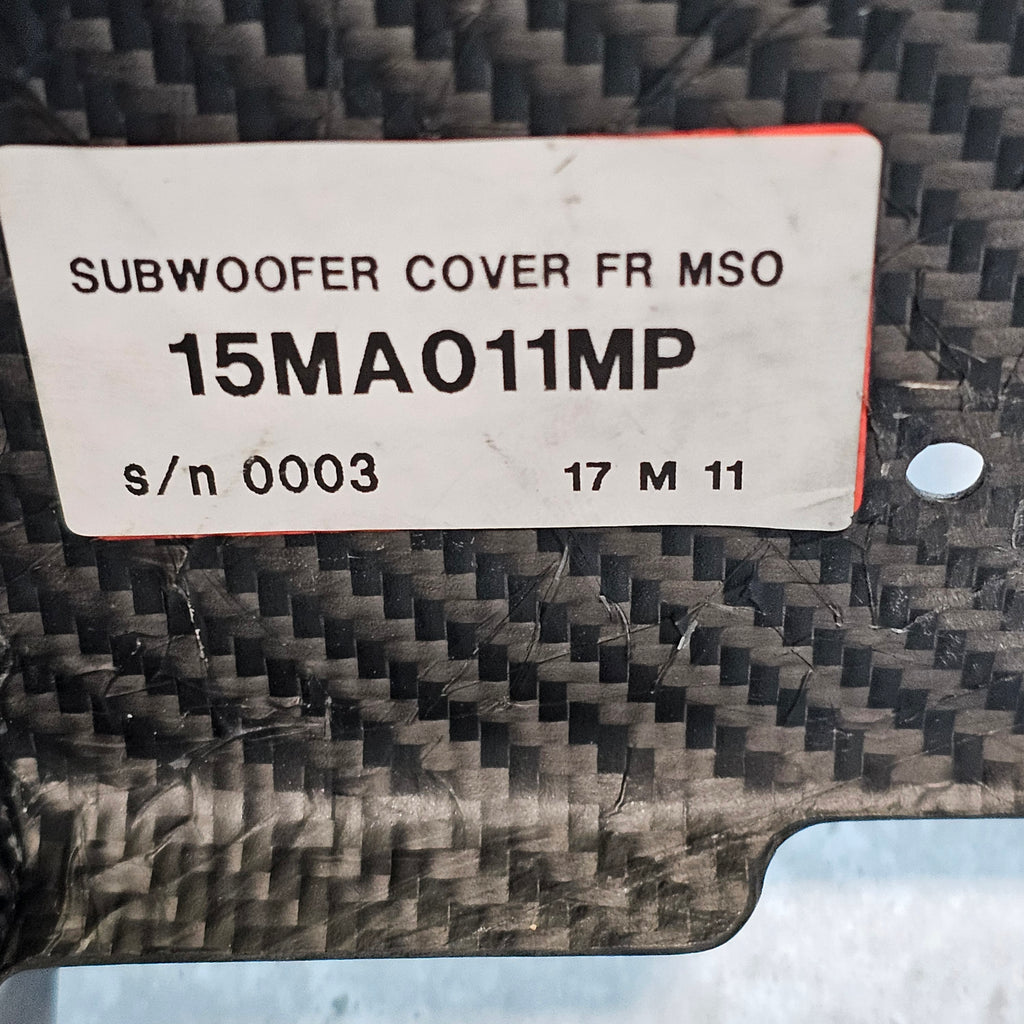 SUBWOOFER COVER FR MSO
15MA011MP
s/n 0003 17 M 11